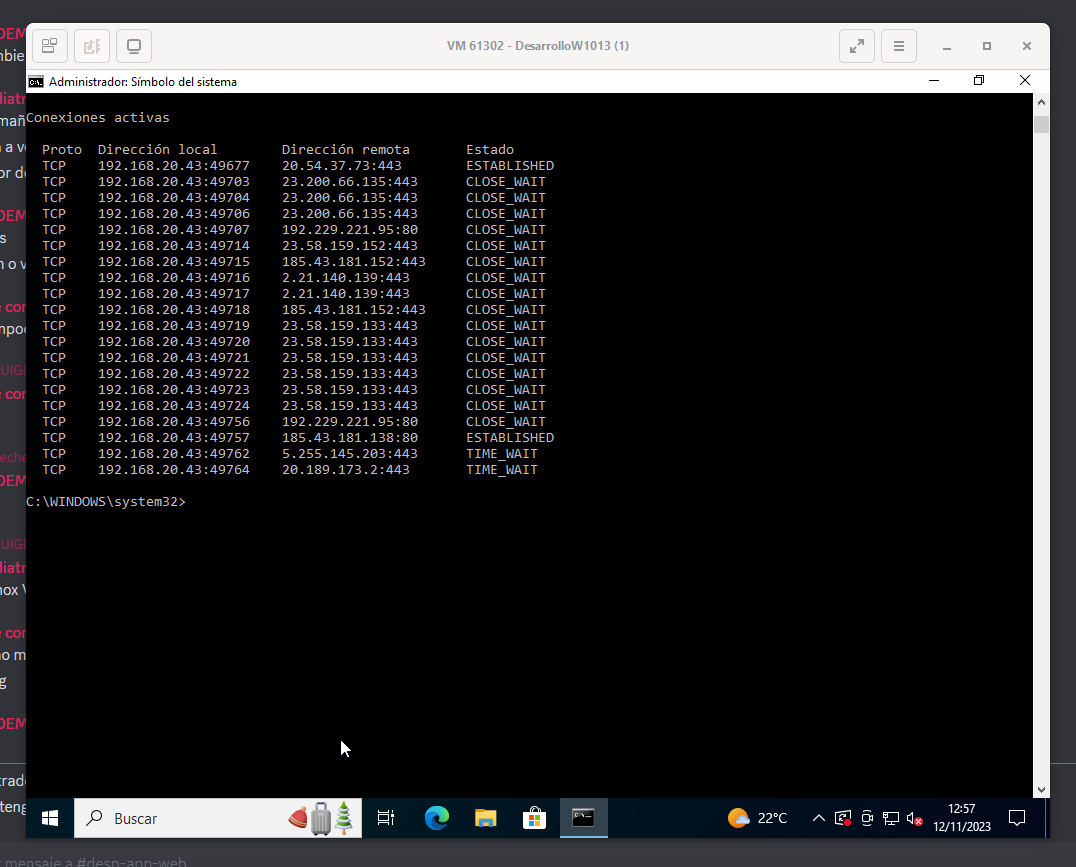 VM 61302 - DesarrolloW1013 (1)
Administrador: Símbolo del sistema
Conexiones activas
Proto Dirección local Dirección remota Estado
TCP 192.168.20.43:49677 20.54.37.73:443 ESTABLISHED
TCP 192.168.20.43:49703 23.200.66.135:443 CLOSE_WAIT
TCP 192.168.20.43:49704 23.200.66.135:443 CLOSE_WAIT
TCP 192.168.20.43:49706 23.200.66.135:443 CLOSE_WAIT
TCP 192.168.20.43:49707 192.229.221.95:80 CLOSE_WAIT
TCP 192.168.20.43:49714 23.58.159.152:443 CLOSE_WAIT
TCP 192.168.20.43:49715 185.43.181.152:443 CLOSE_WAIT
TCP 192.168.20.43:49716 2.21.140.139:443 CLOSE_WAIT
TCP 192.168.20.43:49717 2.21.140.139:443 CLOSE_WAIT
TCP 192.168.20.43:49718 185.43.181.152:443 CLOSE_WAIT
TCP 192.168.20.43:49719 23.58.159.133:443 CLOSE_WAIT
TCP 192.168.20.43:49720 23.58.159.133:443 CLOSE_WAIT
TCP 192.168.20.43:49721 23.58.159.133:443 CLOSE_WAIT
TCP 192.168.20.43:49722 23.58.159.133:443 CLOSE_WAIT
TCP 192.168.20.43:49723 23.58.159.133:443 CLOSE_WAIT
TCP 192.168.20.43:49724 23.58.159.133:443 CLOSE_WAIT
TCP 192.168.20.43:49756 192.229.221.95:80 CLOSE_WAIT
TCP 192.168.20.43:49757 185.43.181.138:80 ESTABLISHED
TCP 192.168.20.43:49762 5.255.145.203:443 TIME_WAIT
TCP 192.168.20.43:49764 20.189.173.2:443 TIME_WAIT
C:\WINDOWS\system32>
Buscar
22°C
12:57
12/11/2023
mensaje a #desp-app-web